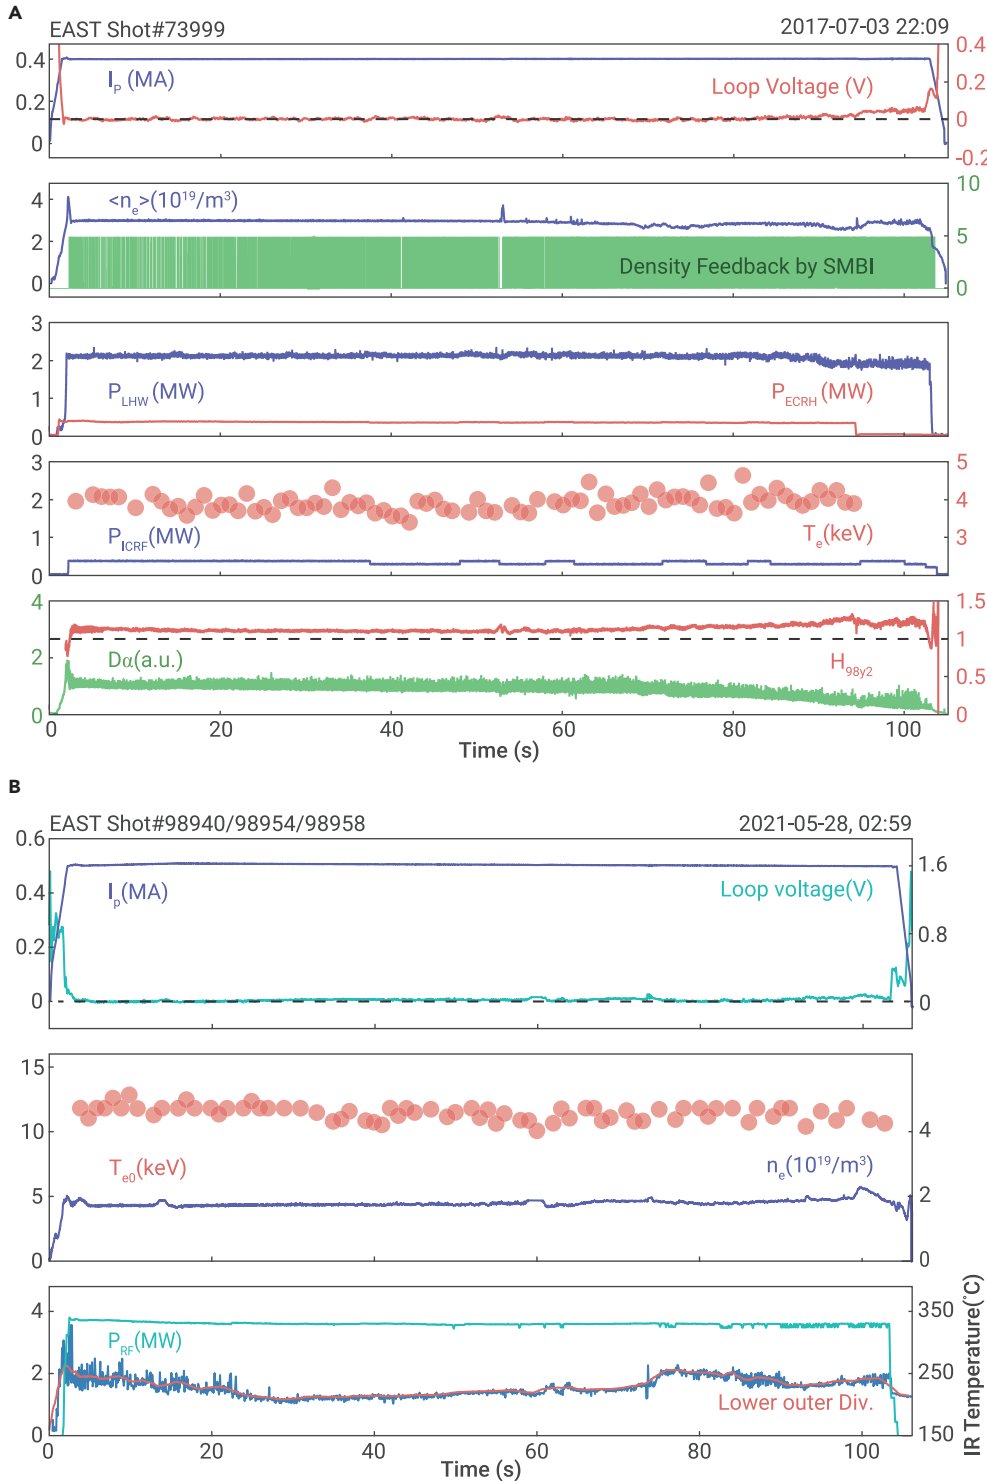 A
EAST Shot#73999 2017-07-03 22:09
0.4 0.4
I_P (MA) Loop Voltage (V)
0.2
0.2
0
0
-0.2
<n_e>(10^19/m^3) 10
4
2 5
Density Feedback by SMBI
0 0
3
2
P_LHW (MW) P_ECRH (MW)
1
0
3 5
2 4
P_ICRF(MW) T_e(keV)
1 3
0
4 1.5
1
2 Dα(a.u.) H_98y2
0.5
0 0
0 20 40 60 80 100
Time (s)
B
EAST Shot#98940/98954/98958 2021-05-28, 02:59
0.6
1.6
I_p(MA) Loop voltage(V)
0.4
0.8
0.2
0 0
15
10 4
T_e0(keV) n_e(10^19/m^3)
5 2
0 0
4 350
P_RF(MW)
2 250
Lower outer Div.
0 150
IR Temperature(°C)
0 20 40 60 80 100
Time (s)